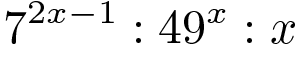 7^{2x-1} : 49^x : x